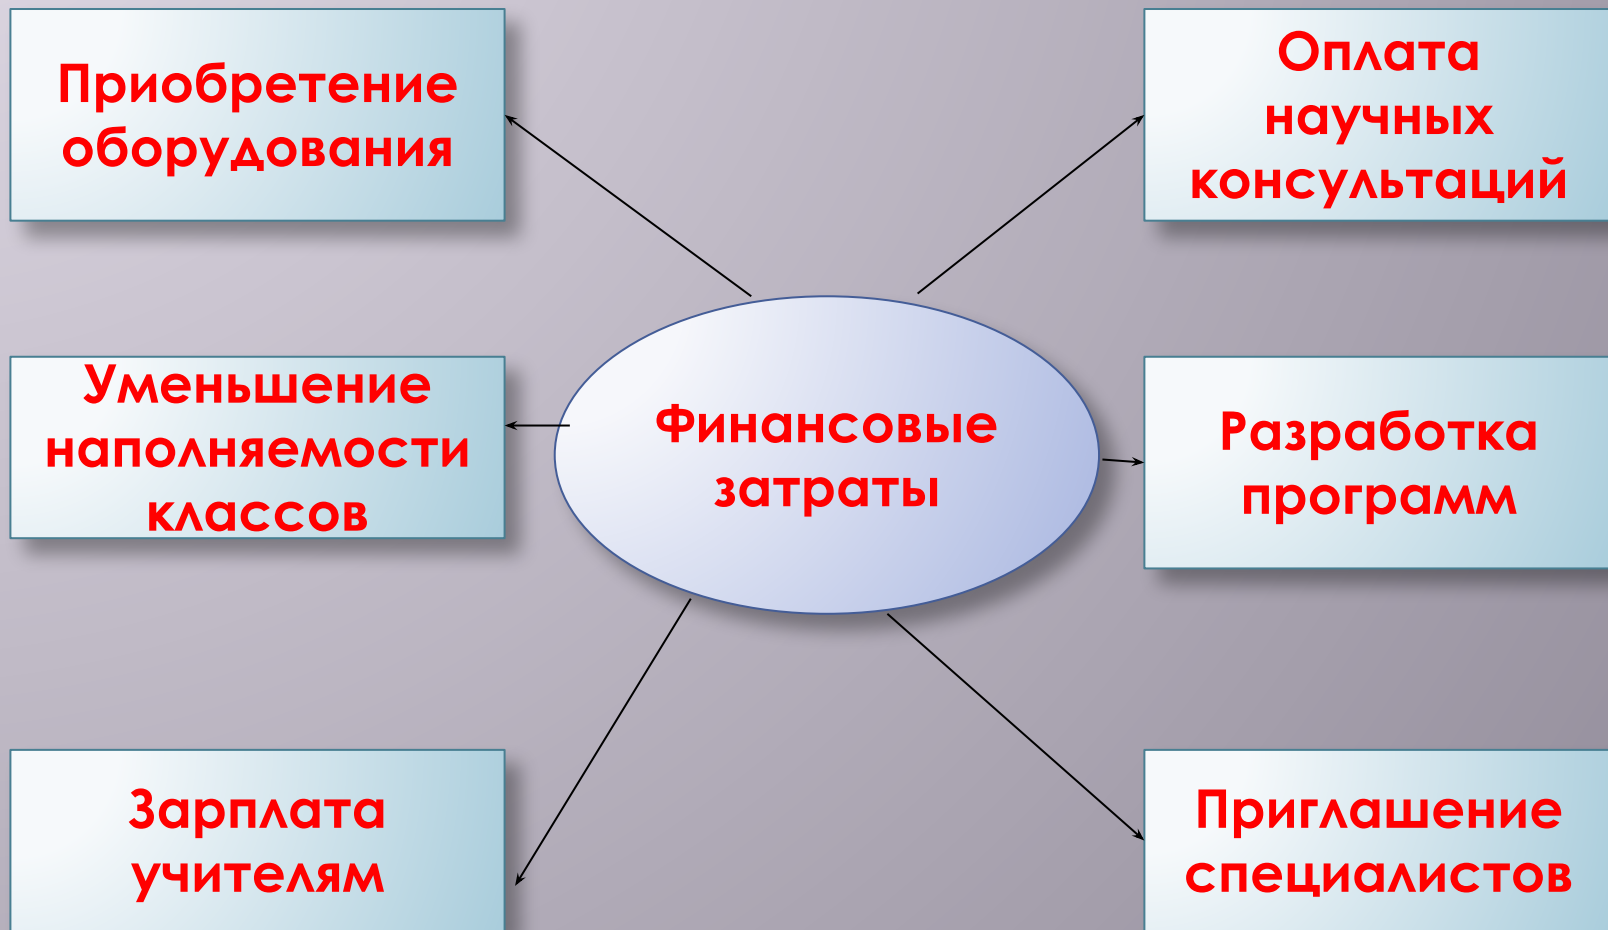 Приобретение
оборудования
Оплата
научных
консультаций
Уменьшение
наполняемости
классов
Финансовые
затраты
Разработка
программ
Зарплата
учителям
Приглашение
специалистов